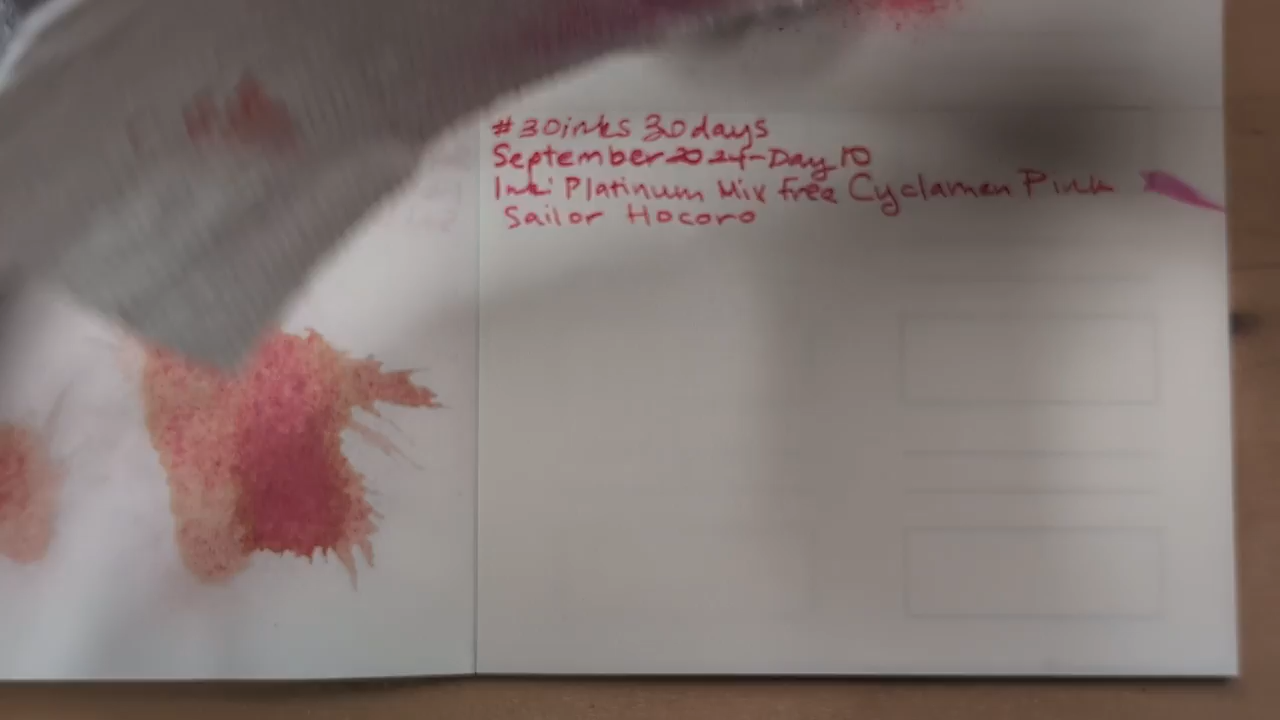 #30inks 30days
September 2024-Day 10
Ink: Platinum Mix free Cyclamen Pink
Sailor Hocoro